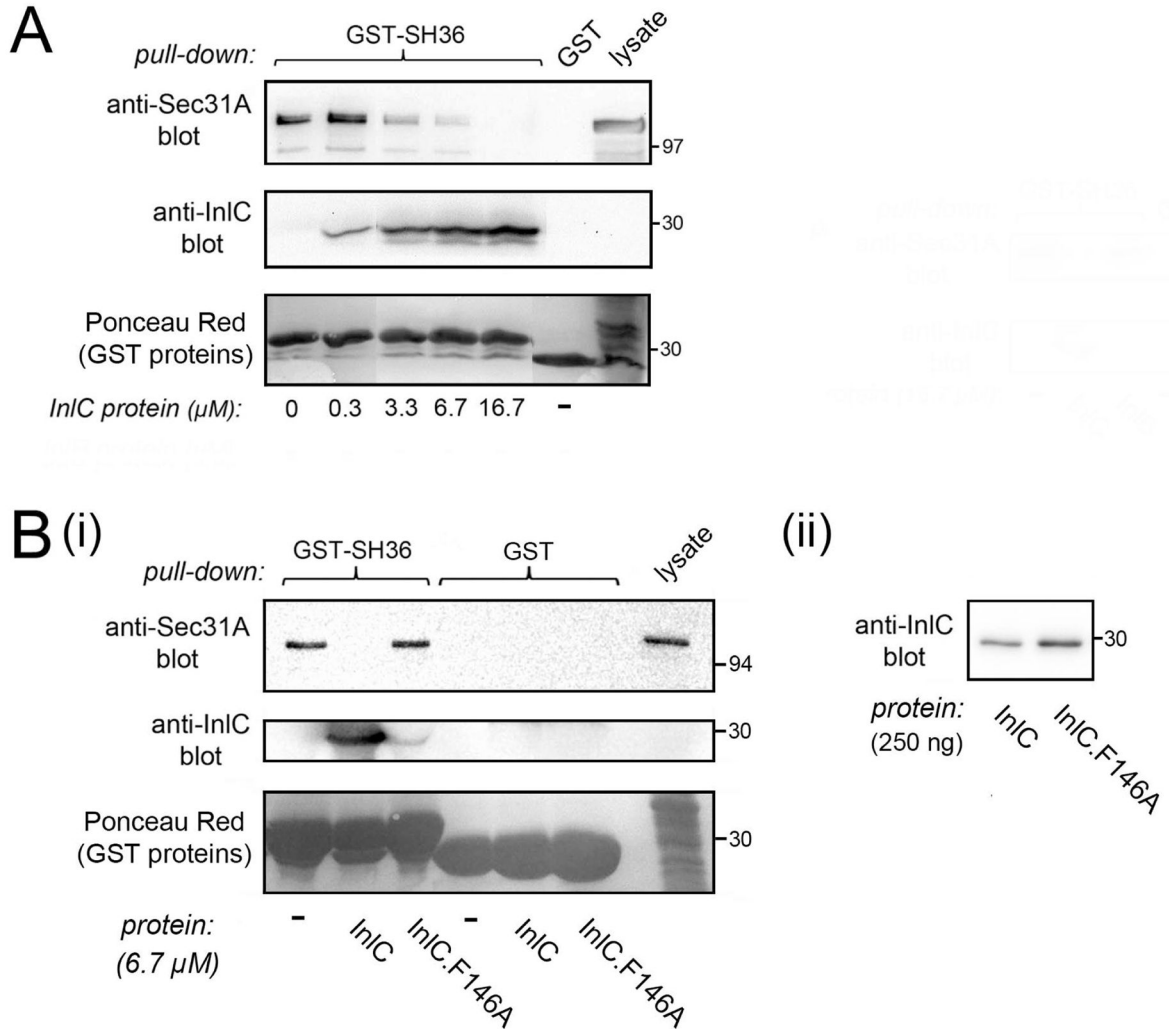 A
pull-down:
GST-SH36
GST
lysate
anti-Sec31A
blot
97
anti-InlC
blot
30
Ponceau Red
(GST proteins)
30
InlC protein (µM):
0 0.3 3.3 6.7 16.7 -
B (i)
pull-down:
GST-SH36
GST
lysate
anti-Sec31A
blot
94
anti-InlC
blot
30
Ponceau Red
(GST proteins)
30
protein:
(6.7 µM)
- InlC InlC.F146A - InlC InlC.F146A
(ii)
anti-InlC
blot
30
protein:
(250 ng)
InlC InlC.F146A